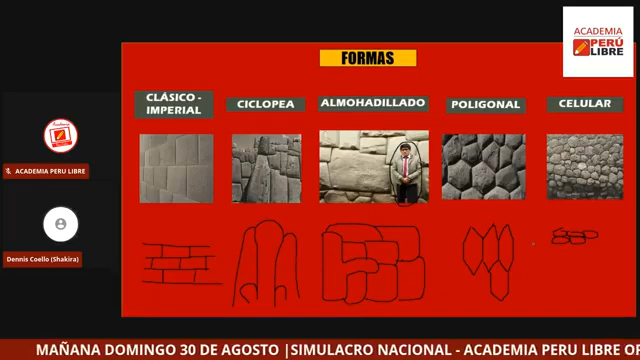 ACADEMIA
PERÚ
LIBRE
FORMAS
CLÁSICO -
IMPERIAL
CICLOPEA
ALMOHADILLADO
POLIGONAL
CELULAR
ACADEMIA PERU LIBRE
Dennis Coello (Shakira)
MAÑANA DOMINGO 30 DE AGOSTO |SIMULACRO NACIONAL - ACADEMIA PERU LIBRE